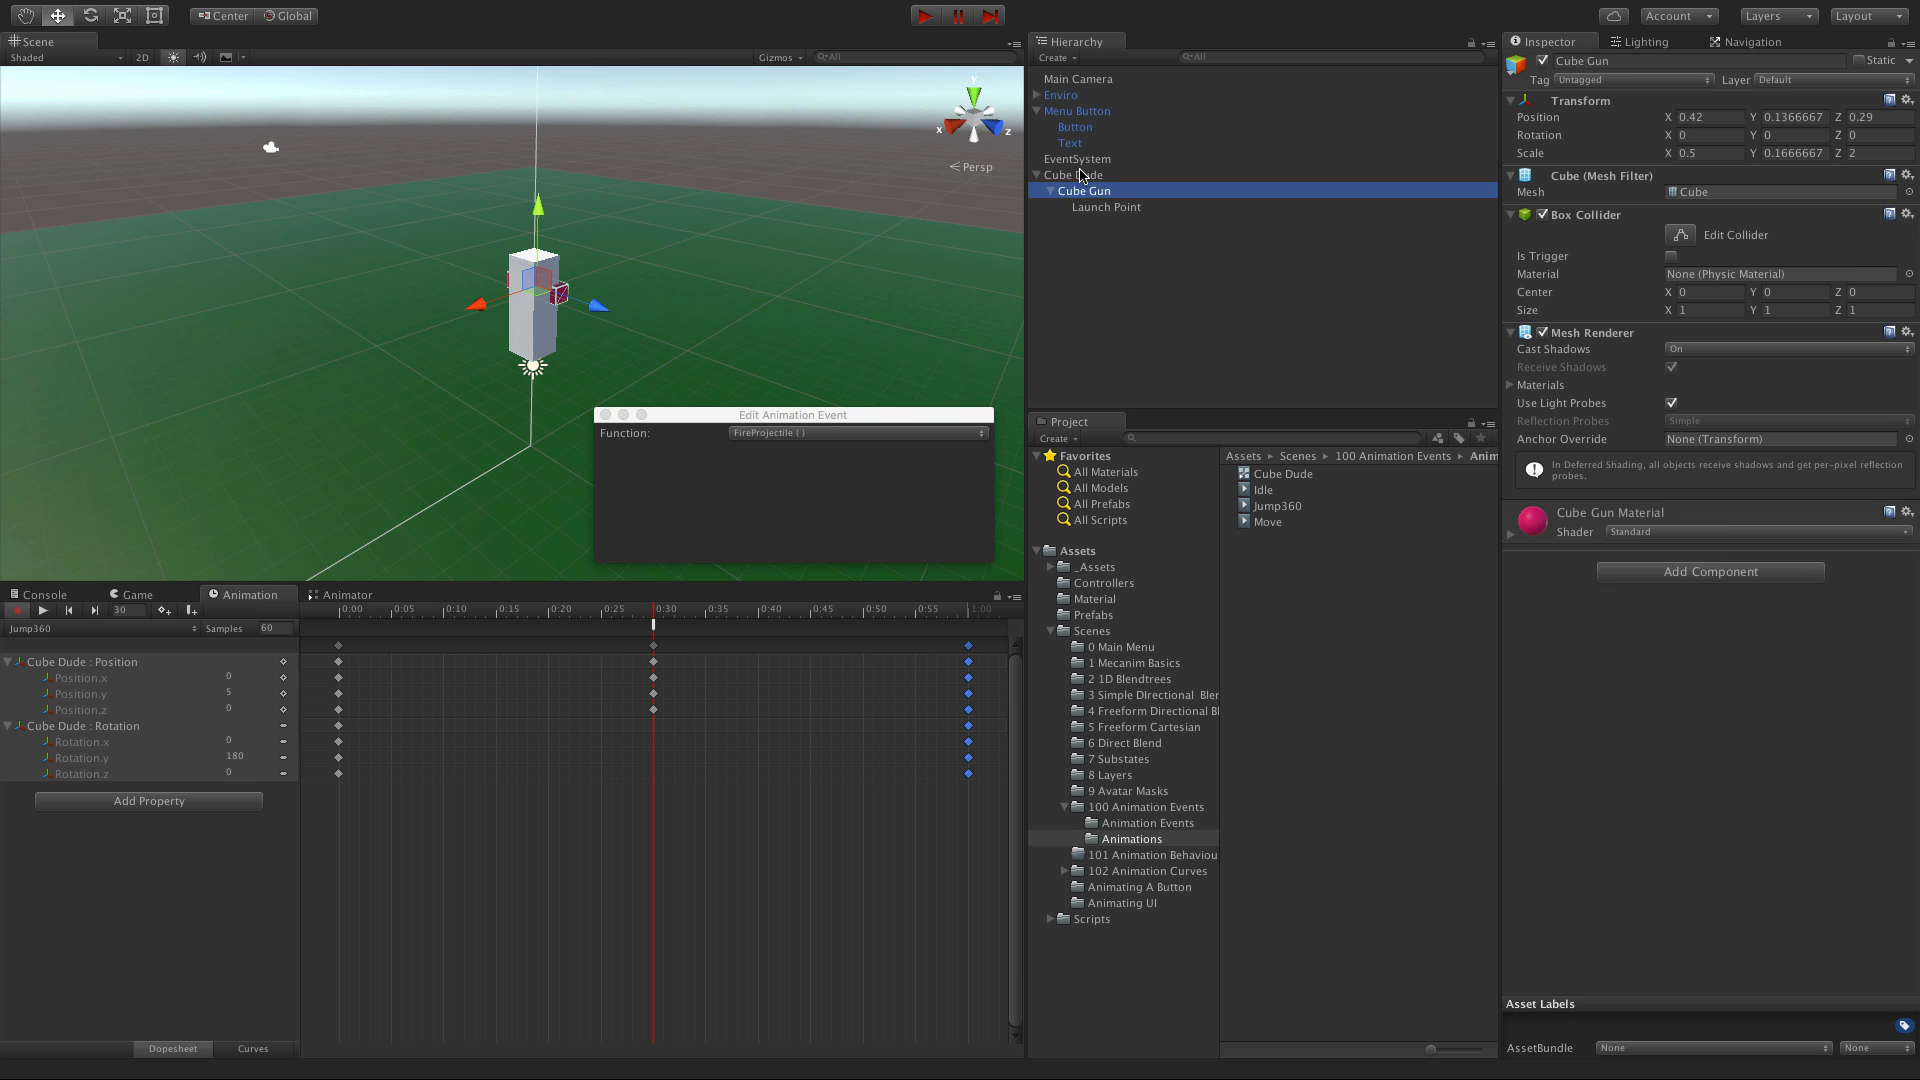 Center
Global
Account
Layers
Layout
Scene
Shaded
2D
Gizmos
All
y
x
z
Persp
Edit Animation Event
Function:
FireProjectile ( )
Hierarchy
Create
All
Main Camera
Enviro
Menu Button
Button
Text
EventSystem
Cube Dude
Cube Gun
Launch Point
Inspector
Lighting
Navigation
Cube Gun
Static
Tag
Untagged
Layer
Default
Transform
Position
X 0.42
Y 0.1366667
Z 0.29
Rotation
X 0
Y 0
Z 0
Scale
X 0.5
Y 0.1666667
Z 2
Cube (Mesh Filter)
Mesh
Cube
Box Collider
Edit Collider
Is Trigger
Material
None (Physic Material)
Center
X 0
Y 0
Z 0
Size
X 1
Y 1
Z 1
Mesh Renderer
Cast Shadows
On
Receive Shadows
Materials
Use Light Probes
Reflection Probes
Simple
Anchor Override
None (Transform)
In Deferred Shading, all objects receive shadows and get per-pixel reflection
probes.
Cube Gun Material
Shader
Standard
Add Component
Asset Labels
AssetBundle
None
None
Project
Create
Favorites
All Materials
All Models
All Prefabs
All Scripts
Assets
_Assets
Controllers
Material
Prefabs
Scenes
0 Main Menu
1 Mecanim Basics
2 1D Blendtrees
3 Simple DIrectional Bler
4 Freeform Directional Bl
5 Freeform Cartesian
6 Direct Blend
7 Substates
8 Layers
9 Avatar Masks
100 Animation Events
Animation Events
Animations
101 Animation Behaviou
102 Animation Curves
Animating A Button
Animating UI
Scripts
Assets ▸ Scenes ▸ 100 Animation Events ▸ Anim
Cube Dude
Idle
Jump360
Move
Console
Game
Animation
Animator
30
0:00
0:05
0:10
0:15
0:20
0:25
0:30
0:35
0:40
0:45
0:50
0:55
1:00
Jump360
Samples
60
Cube Dude : Position
Position.x
0
Position.y
5
Position.z
0
Cube Dude : Rotation
Rotation.x
0
Rotation.y
180
Rotation.z
0
Add Property
Dopesheet
Curves